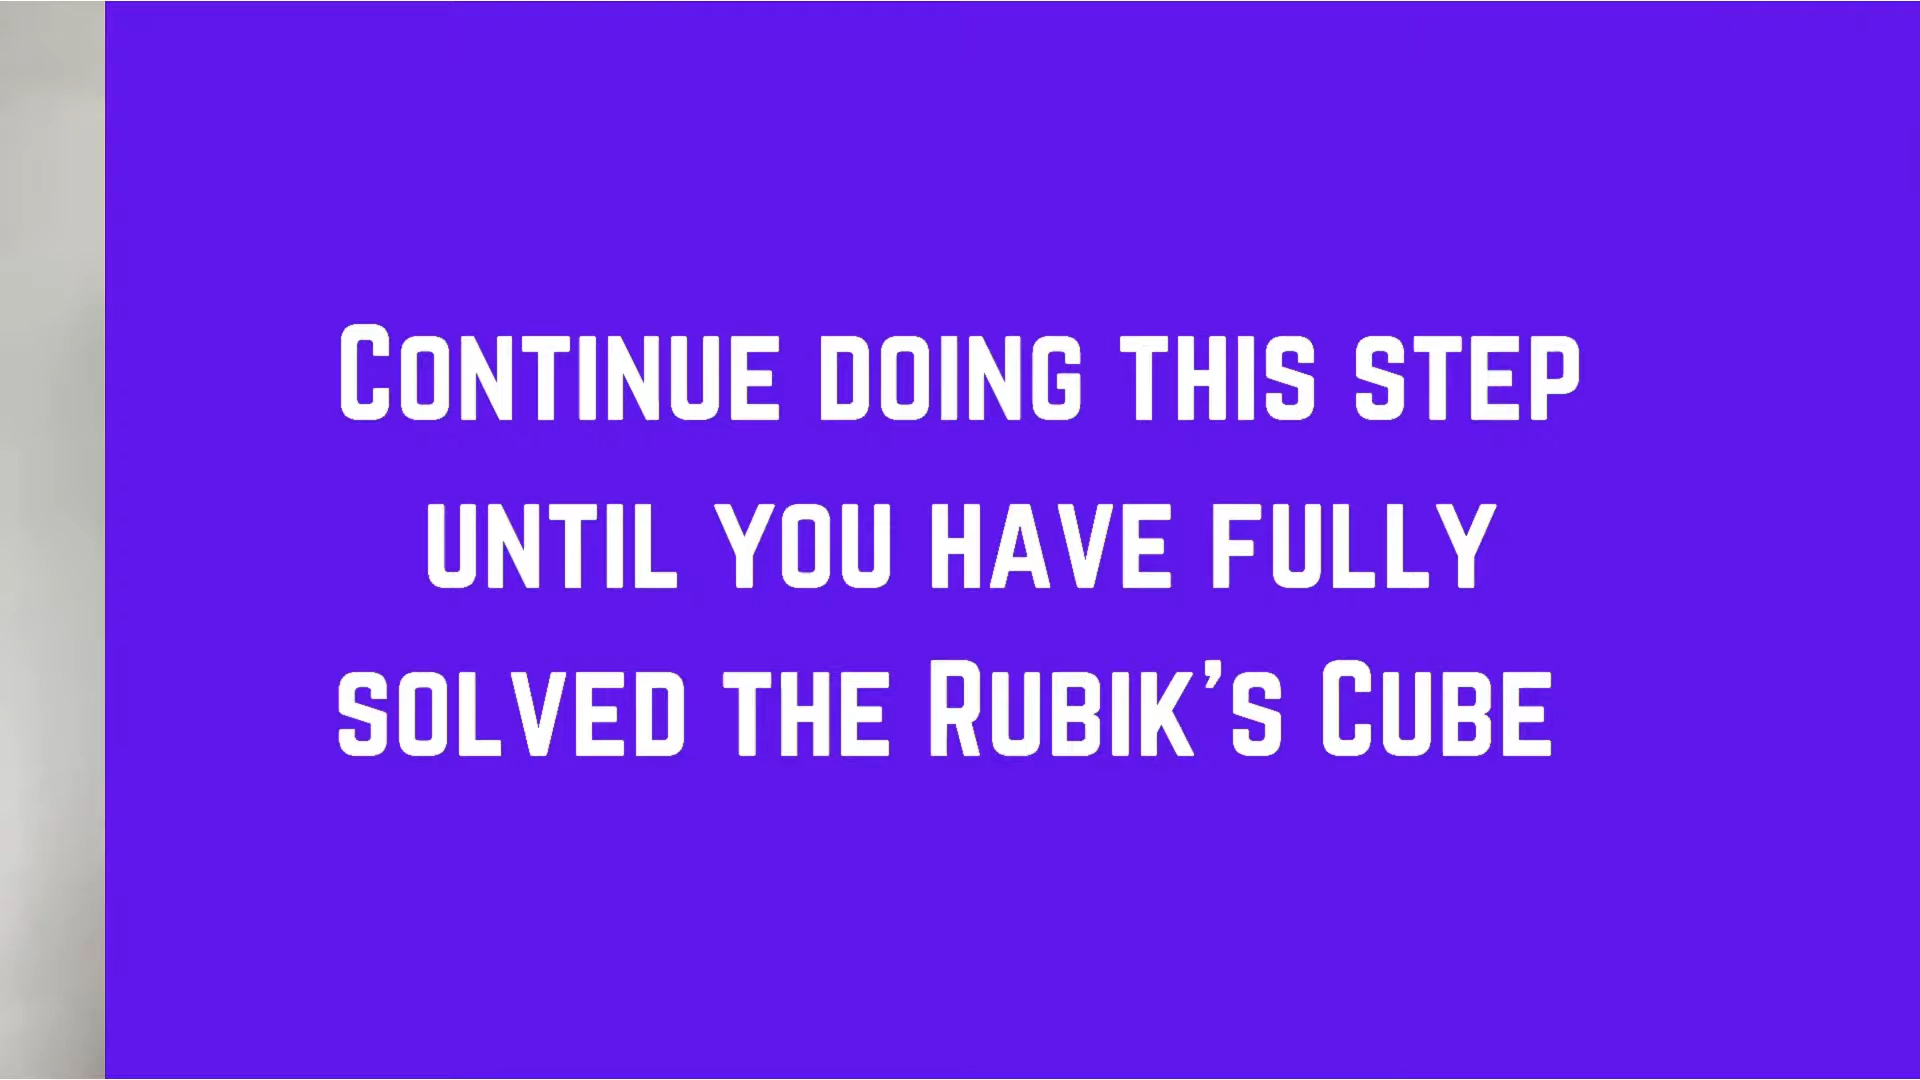 Continue doing this step
until you have fully
solved the Rubik's Cube